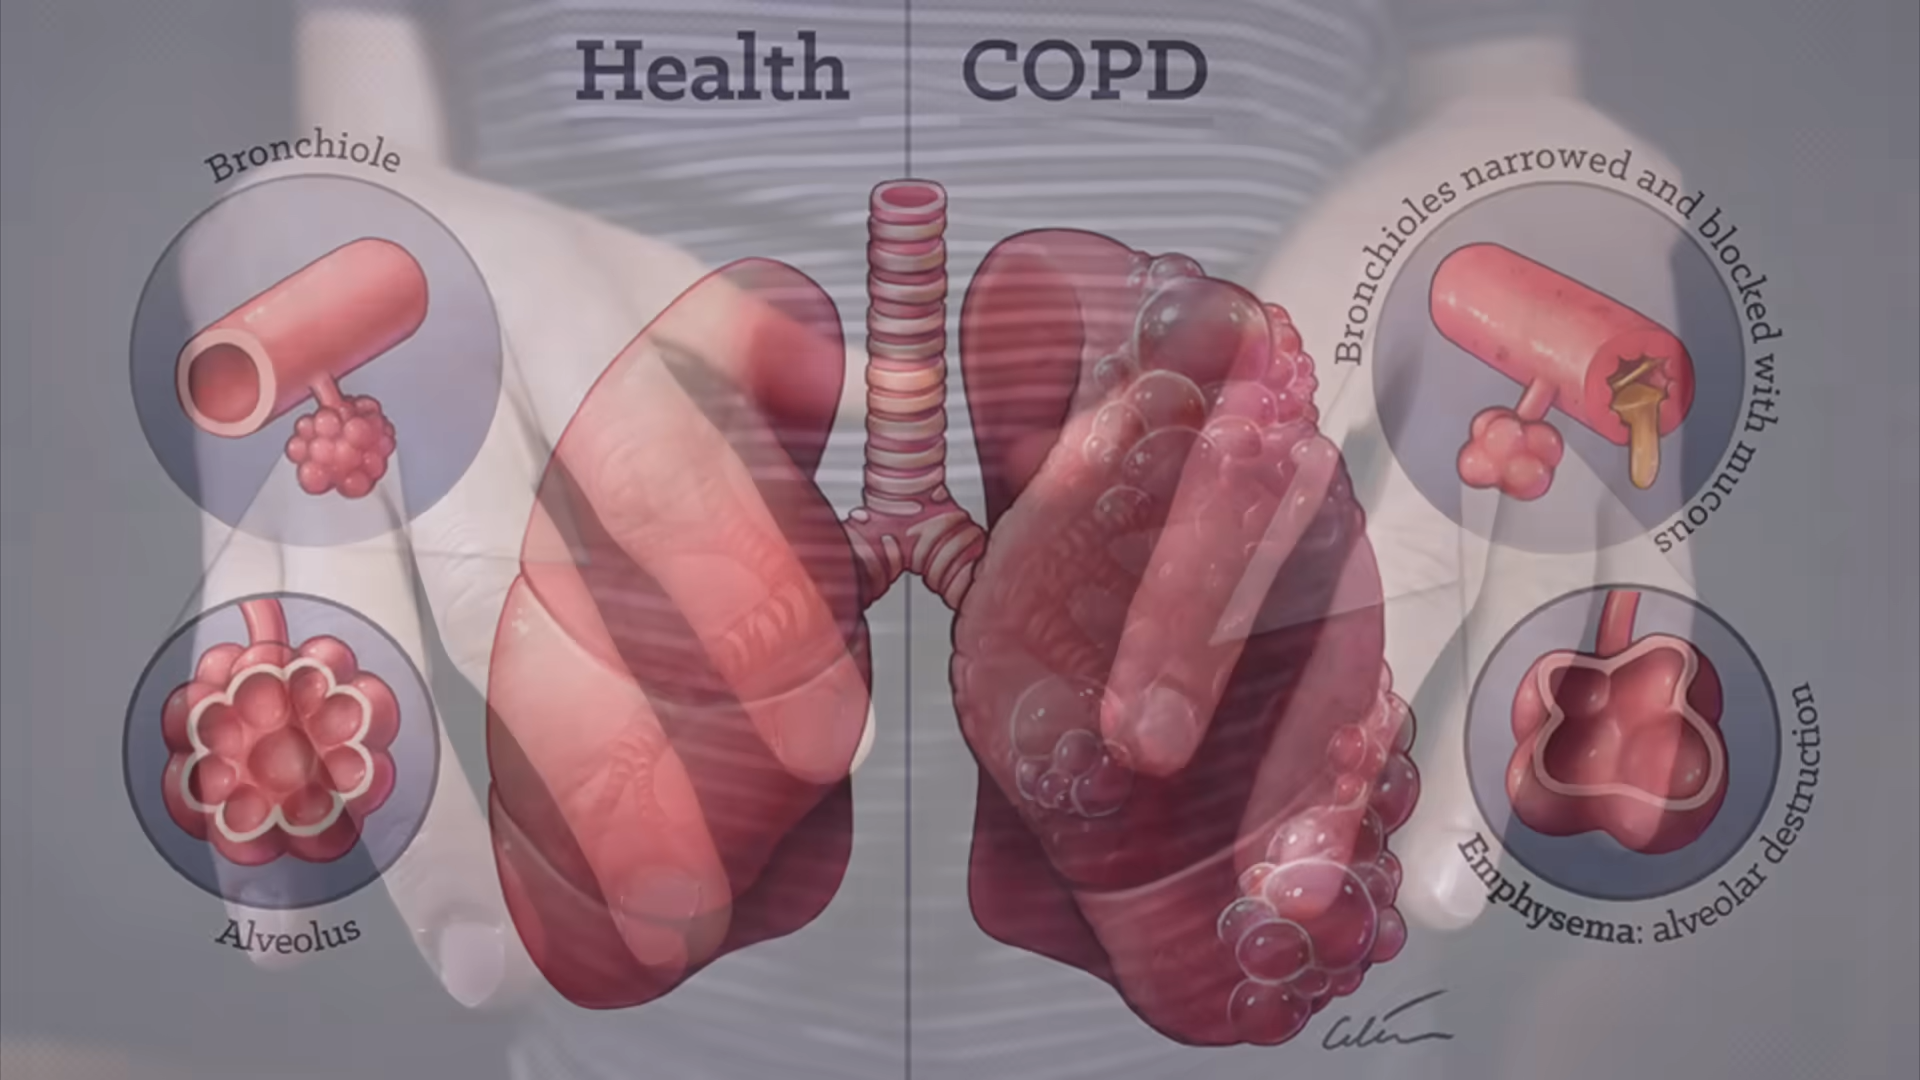 Health
COPD
Bronchiole
Bronchioles narrowed and blocked with mucous
Alveolus
Emphysema: alveolar destruction